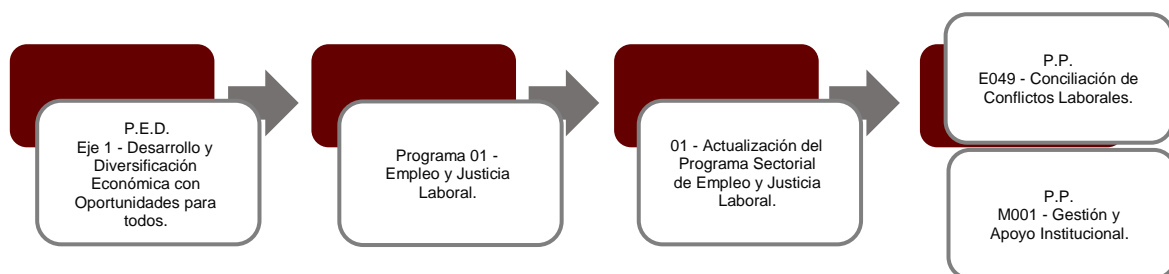 P.E.D.
Eje 1 - Desarrollo y
Diversificación
Económica con
Oportunidades para
todos.
Programa 01 -
Empleo y Justicia
Laboral.
01 - Actualización del
Programa Sectorial
de Empleo y Justicia
Laboral.
P.P.
E049 - Conciliación de
Conflictos Laborales.
P.P.
M001 - Gestión y
Apoyo Institucional.